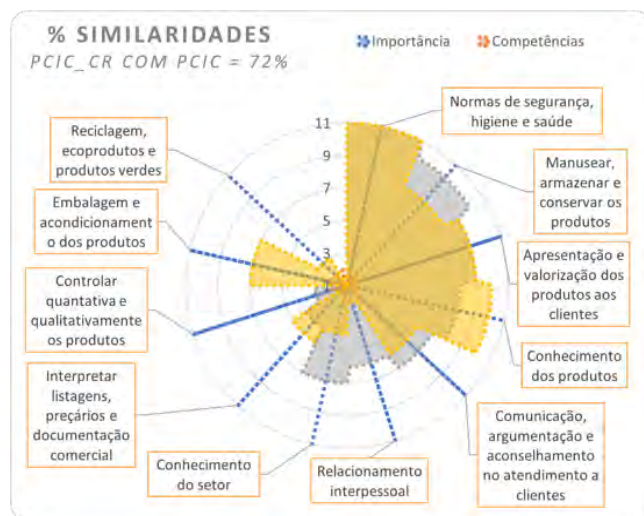 % SIMILARIDADES
PCIC_CR COM PCIC = 72%
Importância
Competências
Normas de segurança,
higiene e saúde
Manusear,
armazenar e
conservar os
produtos
Apresentação e
valorização dos
produtos aos
clientes
Conhecimento
dos produtos
Comunicação,
argumentação e
aconselhamento
no atendimento a
clientes
Relacionamento
interpessoal
Conhecimento
do setor
Interpretar
listagens,
preçários e
documentação
comercial
Controlar
quantativa e
qualitativamente
os produtos
Embalagem e
acondicionament
o dos produtos
Reciclagem,
ecoprodutos e
produtos verdes
11
9
7
5
3